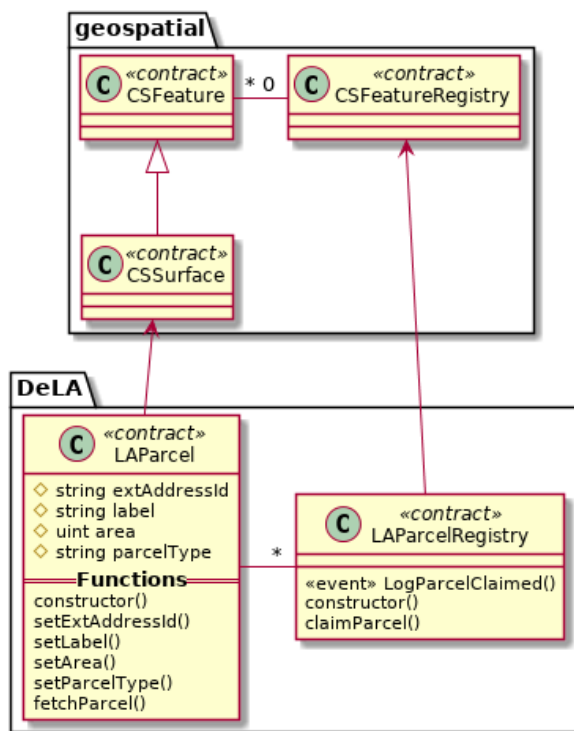 geospatial
C
«contract»
CSFeature
* 0
C
«contract»
CSFeatureRegistry
C
«contract»
CSSurface
DeLA
C
«contract»
LAParcel
string extAddressId
string label
uint area
string parcelType
Functions
constructor()
setExtAddressId()
setLabel()
setArea()
setParcelType()
fetchParcel()
*
C
«contract»
LAParcelRegistry
«event» LogParcelClaimed()
constructor()
claimParcel()